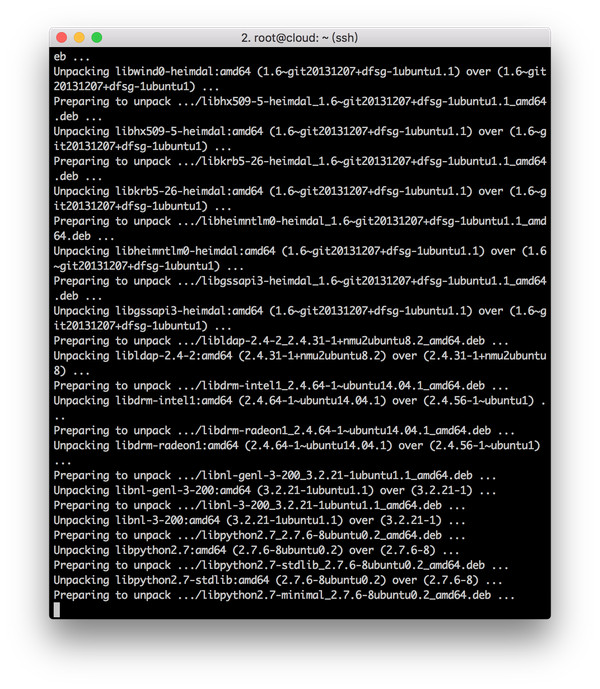 2. root@cloud: ~ (ssh)
eb ...
Unpacking libwind0-heimdal:amd64 (1.6~git20131207+dfsg-1ubuntu1.1) over (1.6~git
20131207+dfsg-1ubuntu1) ...
Preparing to unpack .../libhx509-5-heimdal_1.6~git20131207+dfsg-1ubuntu1.1_amd64
.deb ...
Unpacking libhx509-5-heimdal:amd64 (1.6~git20131207+dfsg-1ubuntu1.1) over (1.6~g
it20131207+dfsg-1ubuntu1) ...
Preparing to unpack .../libkrb5-26-heimdal_1.6~git20131207+dfsg-1ubuntu1.1_amd64
.deb ...
Unpacking libkrb5-26-heimdal:amd64 (1.6~git20131207+dfsg-1ubuntu1.1) over (1.6~g
it20131207+dfsg-1ubuntu1) ...
Preparing to unpack .../libheimntlm0-heimdal_1.6~git20131207+dfsg-1ubuntu1.1_amd
64.deb ...
Unpacking libheimntlm0-heimdal:amd64 (1.6~git20131207+dfsg-1ubuntu1.1) over (1.6
~git20131207+dfsg-1ubuntu1) ...
Preparing to unpack .../libgssapi3-heimdal_1.6~git20131207+dfsg-1ubuntu1.1_amd64
.deb ...
Unpacking libgssapi3-heimdal:amd64 (1.6~git20131207+dfsg-1ubuntu1.1) over (1.6~g
it20131207+dfsg-1ubuntu1) ...
Preparing to unpack .../libldap-2.4-2_2.4.31-1+nmu2ubuntu8.2_amd64.deb ...
Unpacking libldap-2.4-2:amd64 (2.4.31-1+nmu2ubuntu8.2) over (2.4.31-1+nmu2ubuntu
8) ...
Preparing to unpack .../libdrm-intel1_2.4.64-1~ubuntu14.04.1_amd64.deb ...
Unpacking libdrm-intel1:amd64 (2.4.64-1~ubuntu14.04.1) over (2.4.56-1~ubuntu1) .
..
Preparing to unpack .../libdrm-radeon1_2.4.64-1~ubuntu14.04.1_amd64.deb ...
Unpacking libdrm-radeon1:amd64 (2.4.64-1~ubuntu14.04.1) over (2.4.56-1~ubuntu1)
...
Preparing to unpack .../libnl-genl-3-200_3.2.21-1ubuntu1.1_amd64.deb ...
Unpacking libnl-genl-3-200:amd64 (3.2.21-1ubuntu1.1) over (3.2.21-1) ...
Preparing to unpack .../libnl-3-200_3.2.21-1ubuntu1.1_amd64.deb ...
Unpacking libnl-3-200:amd64 (3.2.21-1ubuntu1.1) over (3.2.21-1) ...
Preparing to unpack .../libpython2.7_2.7.6-8ubuntu0.2_amd64.deb ...
Unpacking libpython2.7:amd64 (2.7.6-8ubuntu0.2) over (2.7.6-8) ...
Preparing to unpack .../libpython2.7-stdlib_2.7.6-8ubuntu0.2_amd64.deb ...
Unpacking libpython2.7-stdlib:amd64 (2.7.6-8ubuntu0.2) over (2.7.6-8) ...
Preparing to unpack .../libpython2.7-minimal_2.7.6-8ubuntu0.2_amd64.deb ...